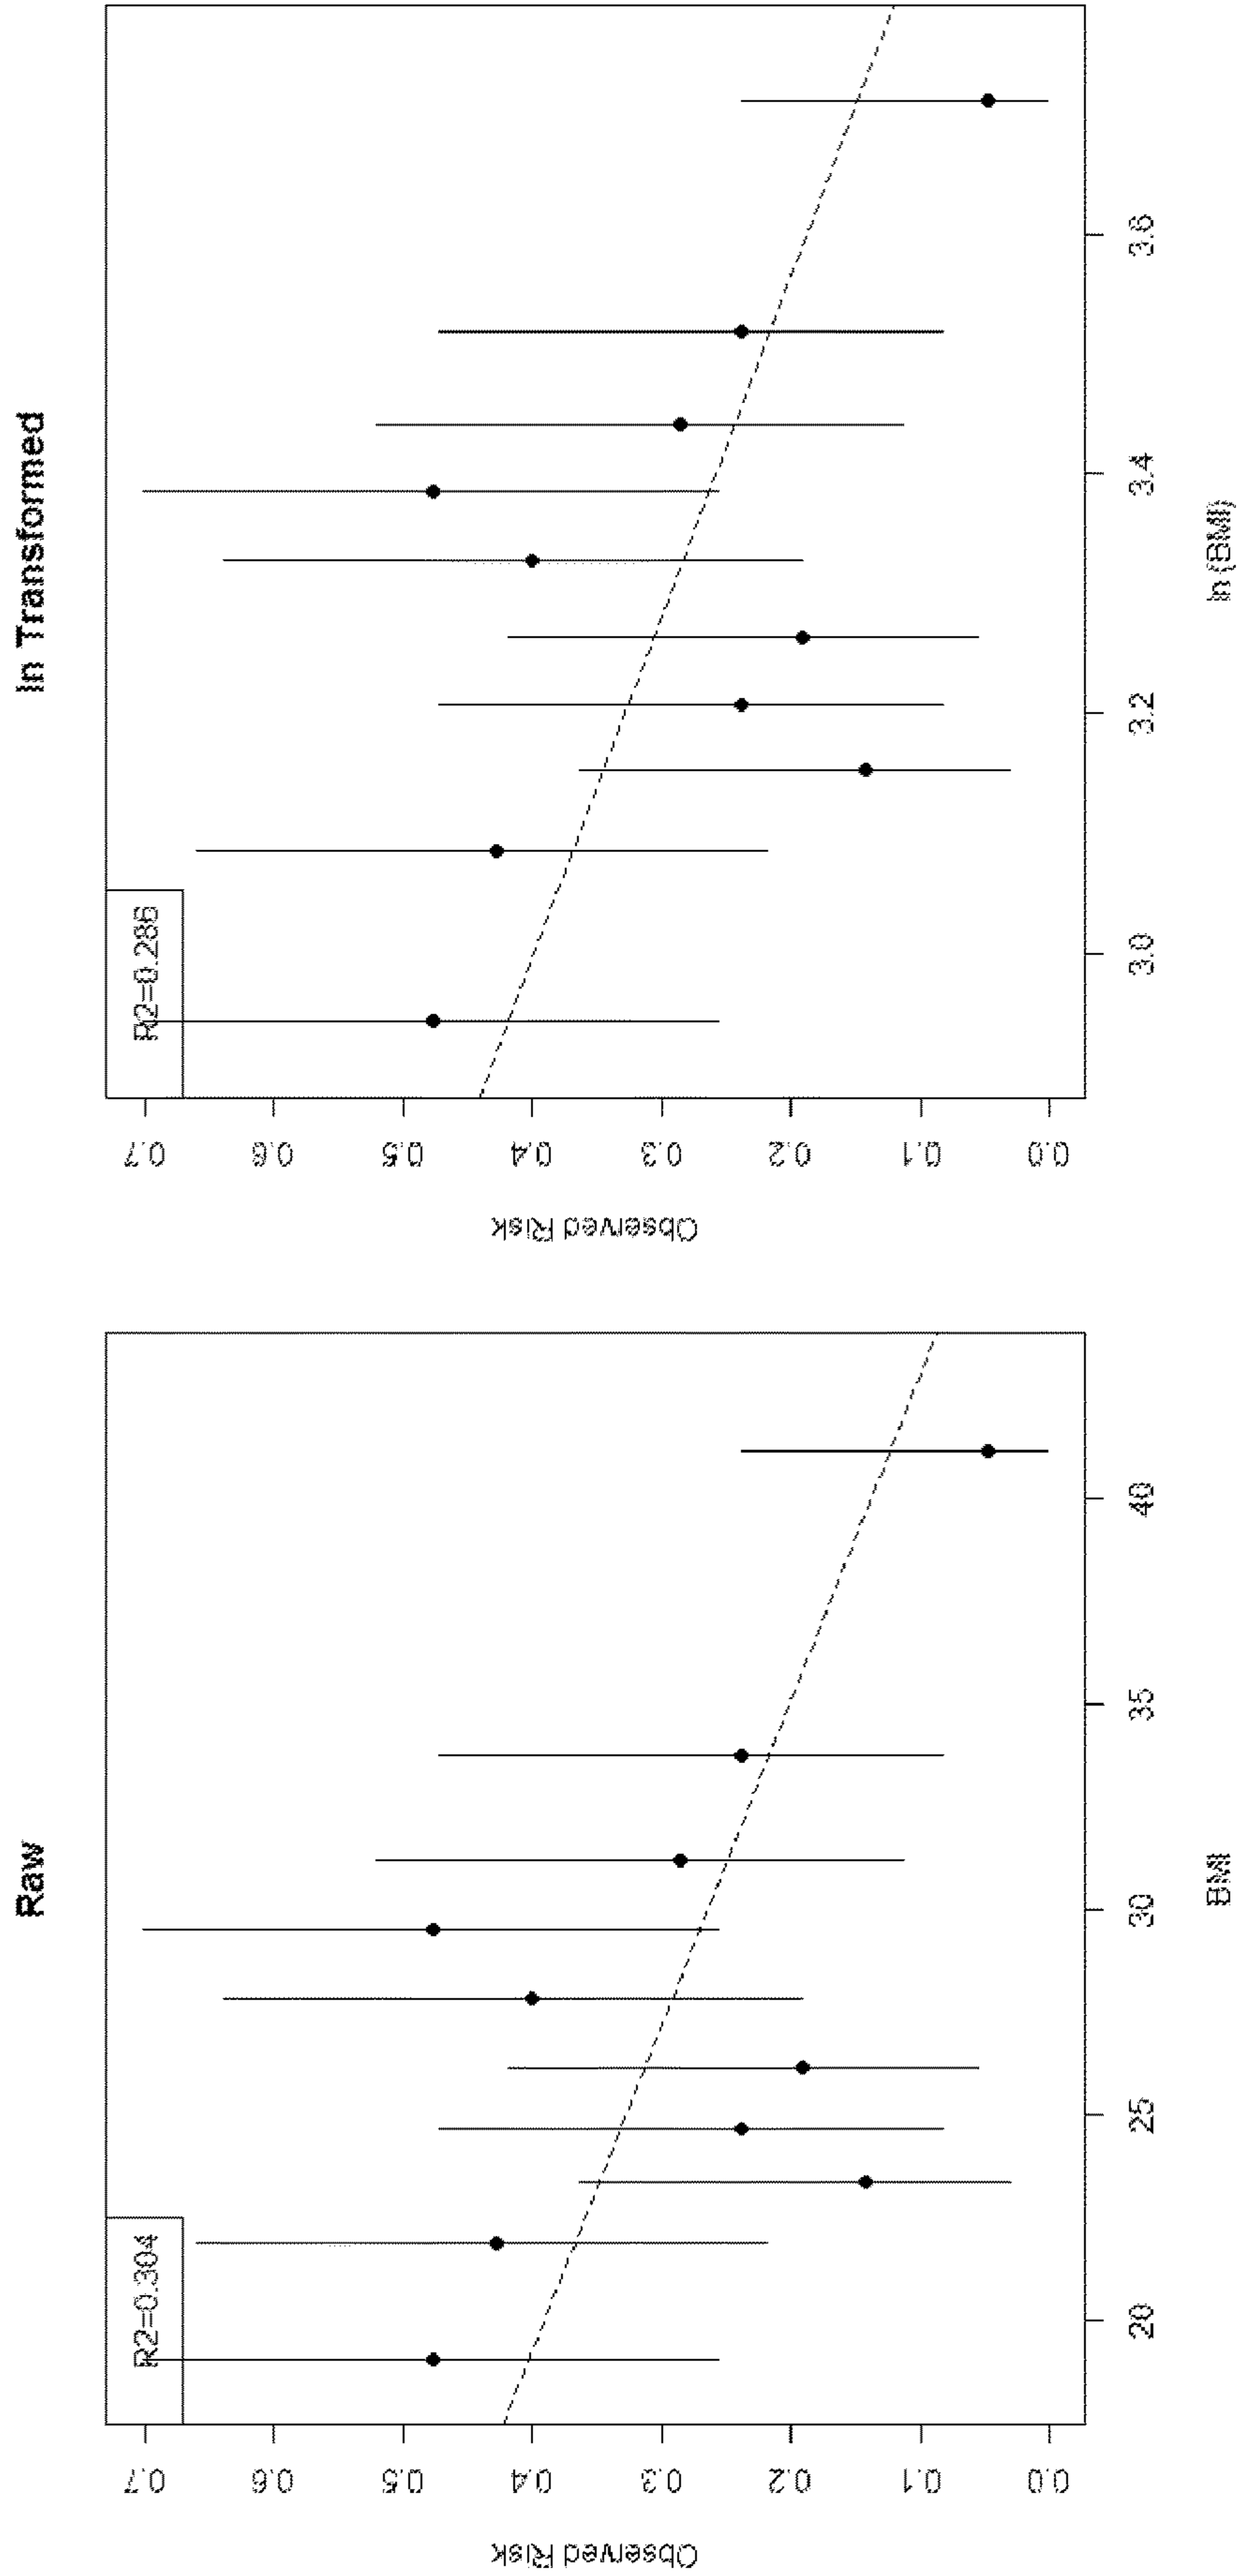 Raw
R2=0.304
Observed Risk
0.0 0.1 0.2 0.3 0.4 0.5 0.6 0.7
20 25 30 35 40
BMI
ln Transformed
R2=0.286
Observed Risk
0.0 0.1 0.2 0.3 0.4 0.5 0.6 0.7
3.0 3.2 3.4 3.6
ln (BMI)